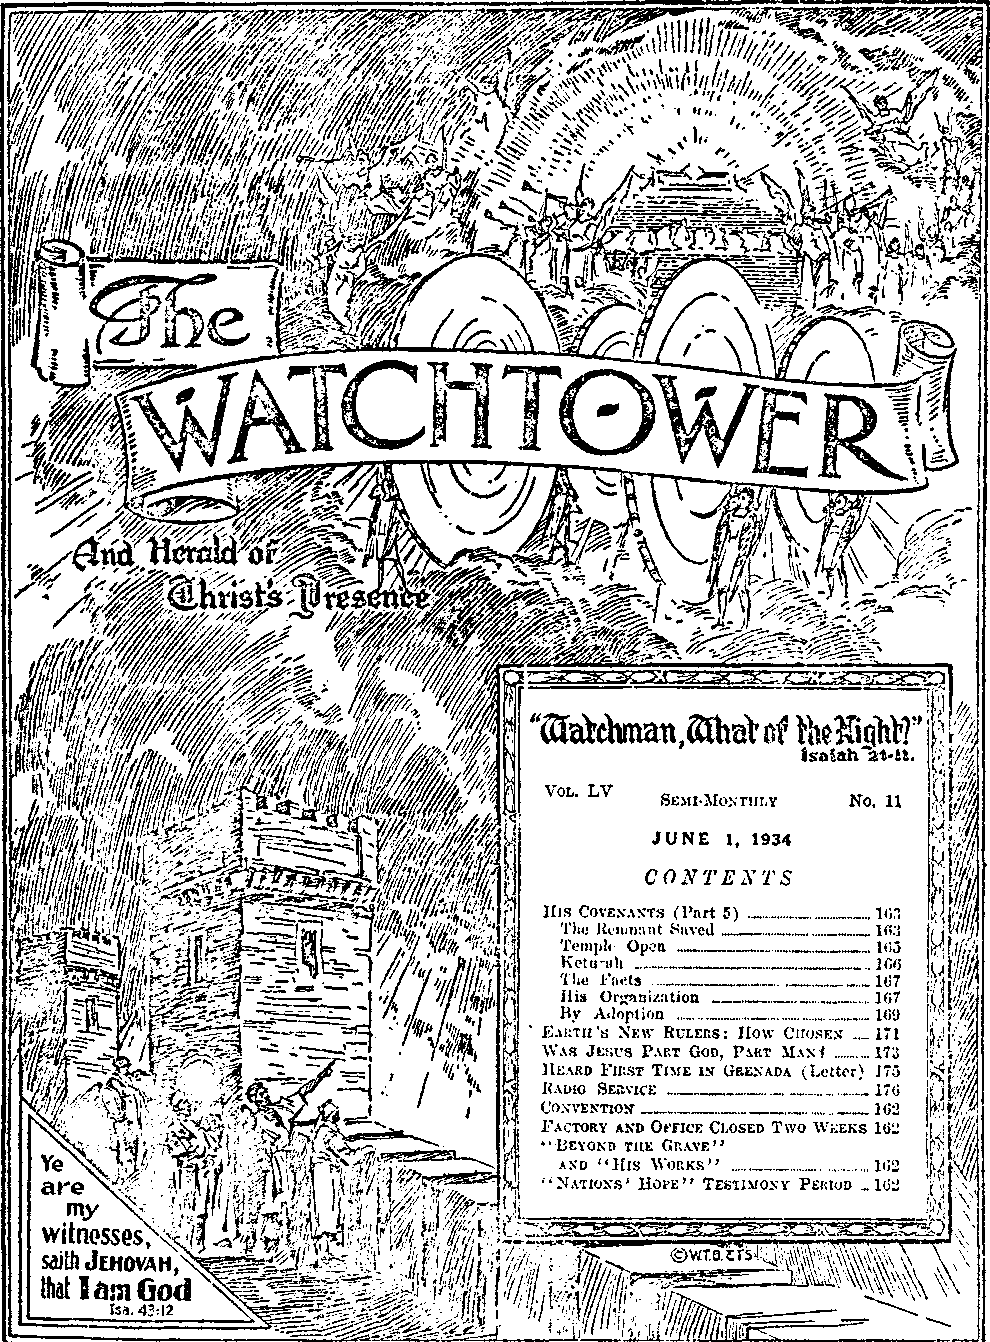 The
WATCHTOWER
And Herald of
Christ's Presence
"Watchman, What of the Night?"
Isaiah 21:11.
VOL. LV
SEMI-MONTHLY
No. 11
JUNE 1, 1934
CONTENTS
HIS COVENANTS (Part 5) 163
The Remnant Saved 163
Temple Open 165
Keturah 166
The Facts 167
His Organization 167
By Adoption 169
EARTH'S NEW RULERS: HOW CHOSEN 171
WAS JESUS PART GOD, PART MAN? 173
HEARD FIRST TIME IN GRENADA (Letter) 175
RADIO SERVICE 176
CONVENTION 162
FACTORY AND OFFICE CLOSED TWO WEEKS 162
"BEYOND THE GRAVE"
AND "HIS WORKS" 162
"NATIONS' HOPE" TESTIMONY PERIOD 162
©W.T.B.&T.S.
Ye
are
my
witnesses,
saith JEHOVAH,
that I am God
Isa. 43:12